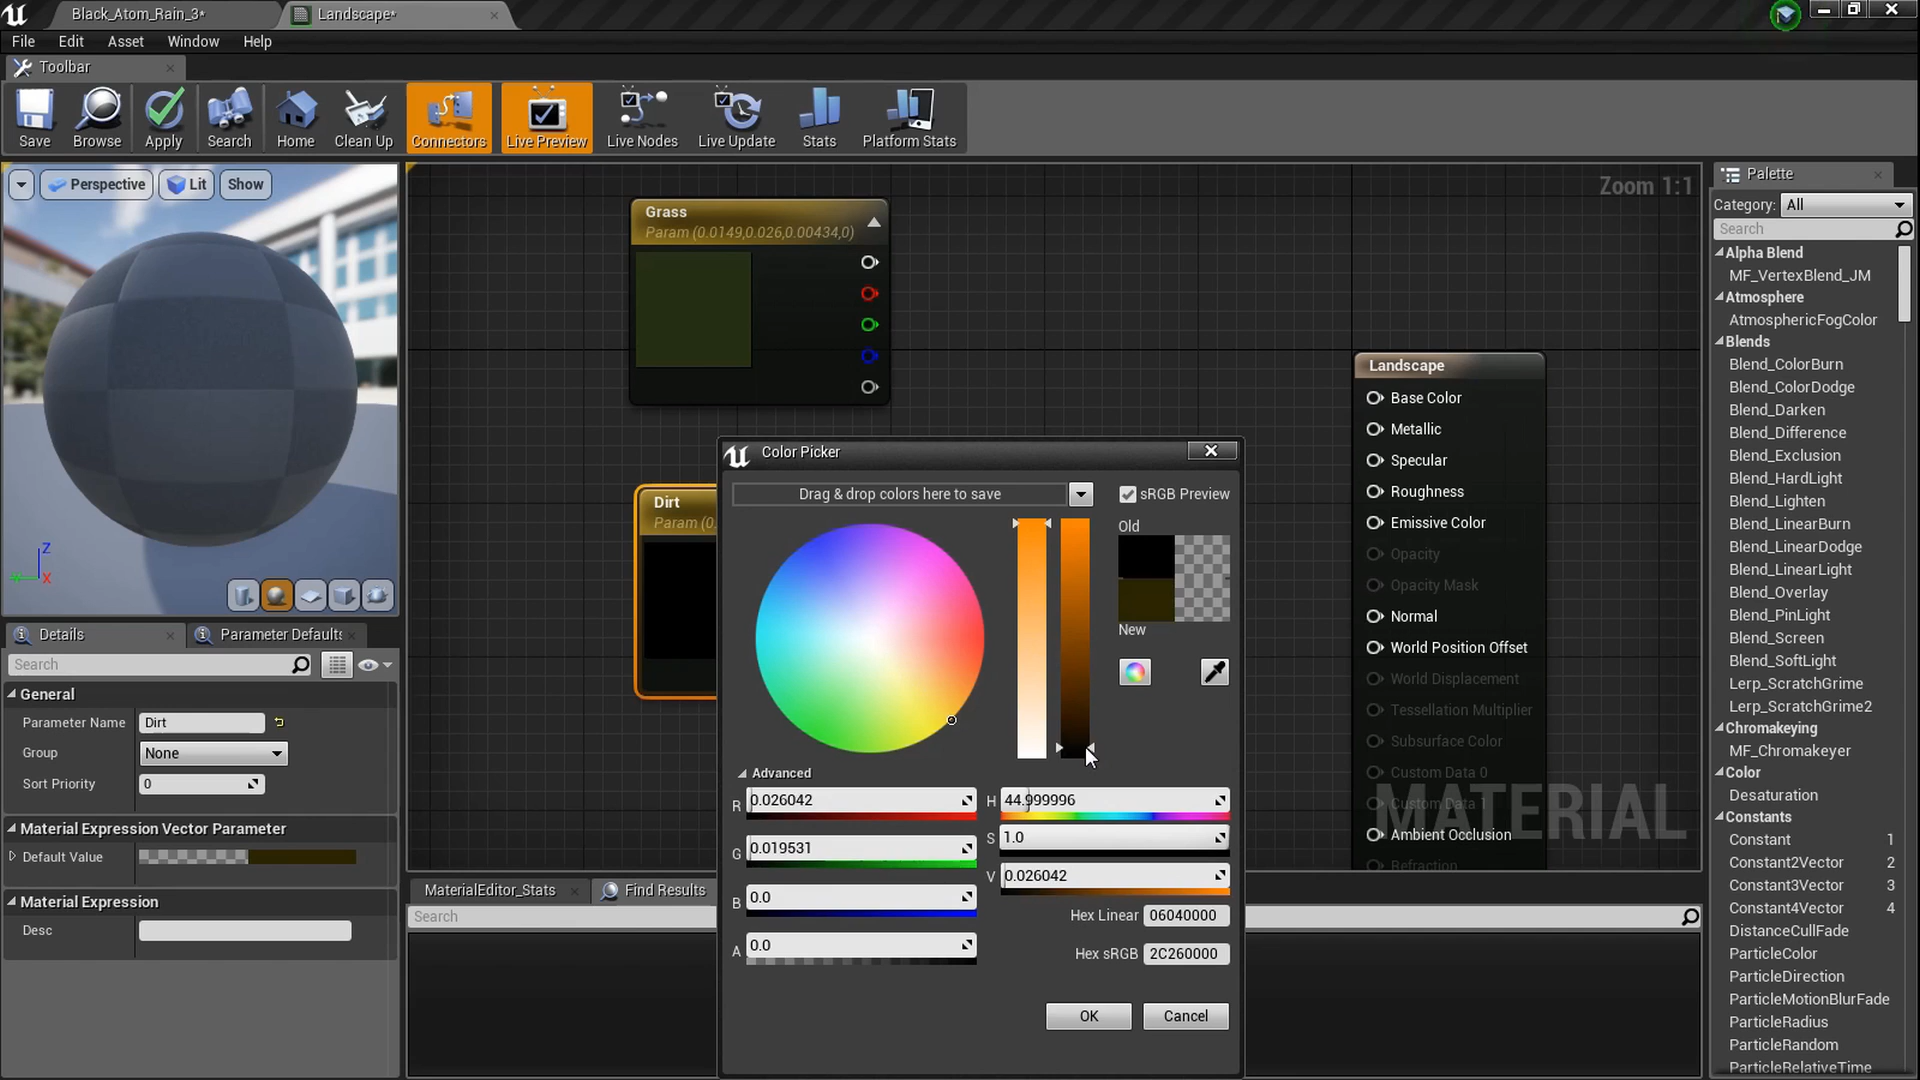 Black_Atom_Rain_3*
Landscape*
File Edit Asset Window Help
Toolbar
Save Browse Apply Search Home Clean Up Connectors Live Preview Live Nodes Live Update Stats Platform Stats
Perspective Lit Show
Z
X
Details
Parameter Defaults
Search
General
Parameter Name Dirt
Group None
Sort Priority 0
Material Expression Vector Parameter
Default Value
Material Expression
Desc
Zoom 1:1
Grass
Param (0.0149,0.026,0.00434,0)
Dirt
Param (0.
Color Picker
Drag & drop colors here to save
sRGB Preview
Old
New
Advanced
R 0.026042
G 0.019531
B 0.0
A 0.0
H 44.999996
S 1.0
V 0.026042
Hex Linear 06040000
Hex sRGB 2C260000
OK Cancel
Landscape
Base Color
Metallic
Specular
Roughness
Emissive Color
Opacity
Opacity Mask
Normal
World Position Offset
World Displacement
Tessellation Multiplier
Subsurface Color
Custom Data 0
Custom Data 1
Ambient Occlusion
Refraction
MATERIAL
MaterialEditor_Stats
Find Results
Search
Palette
Category: All
Search
Alpha Blend
MF_VertexBlend_JM
Atmosphere
AtmosphericFogColor
Blends
Blend_ColorBurn
Blend_ColorDodge
Blend_Darken
Blend_Difference
Blend_Exclusion
Blend_HardLight
Blend_Lighten
Blend_LinearBurn
Blend_LinearDodge
Blend_LinearLight
Blend_Overlay
Blend_PinLight
Blend_Screen
Blend_SoftLight
Lerp_ScratchGrime
Lerp_ScratchGrime2
Chromakeying
MF_Chromakeyer
Color
Desaturation
Constants
Constant 1
Constant2Vector 2
Constant3Vector 3
Constant4Vector 4
DistanceCullFade
ParticleColor
ParticleDirection
ParticleMotionBlurFade
ParticleRadius
ParticleRandom
ParticleRelativeTime